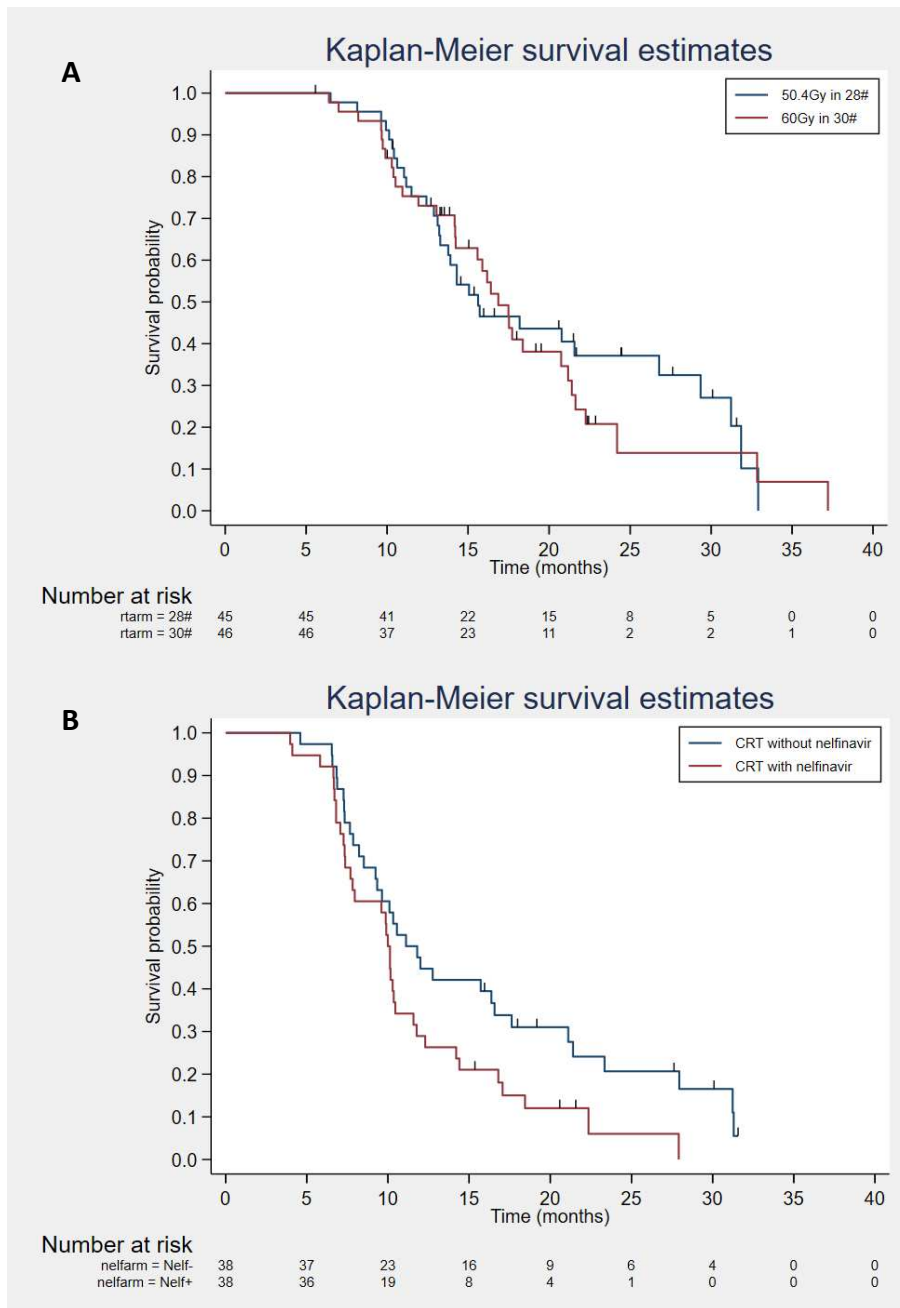 A
Kaplan-Meier survival estimates
50.4Gy in 28#
60Gy in 30#
Survival probability
1.0
0.9
0.8
0.7
0.6
0.5
0.4
0.3
0.2
0.1
0.0
0 5 10 15 20 25 30 35 40
Time (months)
Number at risk
rtarm = 28# 45 45 41 22 15 8 5 0 0
rtarm = 30# 46 46 37 23 11 2 2 1 0
B
Kaplan-Meier survival estimates
CRT without nelfinavir
CRT with nelfinavir
Survival probability
1.0
0.9
0.8
0.7
0.6
0.5
0.4
0.3
0.2
0.1
0.0
0 5 10 15 20 25 30 35 40
Time (months)
Number at risk
nelfarm = Nelf- 38 37 23 16 9 6 4 0 0
nelfarm = Nelf+ 38 36 19 8 4 1 0 0 0